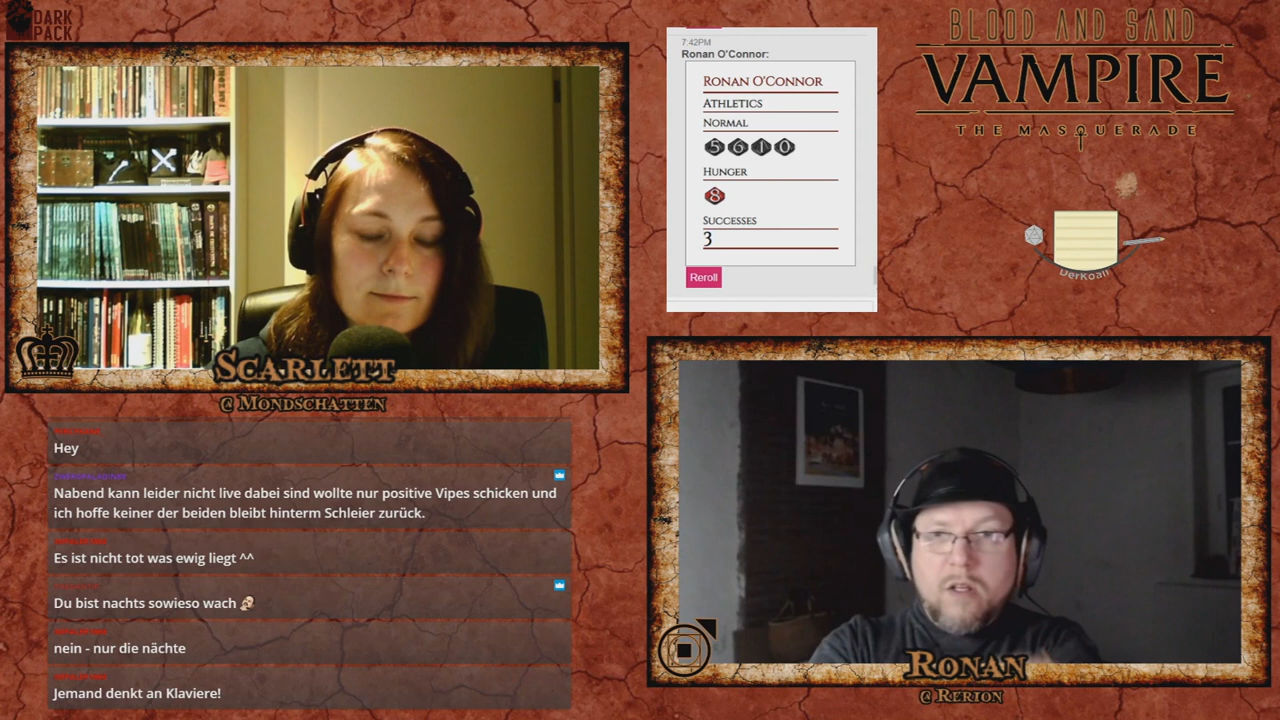 DARK
PACK
SCARLETT
@ MONDSCHATTEN
Hey
Nabend kann leider nicht live dabei sind wollte nur positive Vipes schicken und
ich hoffe keiner der beiden bleibt hinterm Schleier zurück.
Es ist nicht tot was ewig liegt ^^
Du bist nachts sowieso wach
nein - nur die nächte
Jemand denkt an Klaviere!
7:42PM
Ronan O'Connor:
RONAN O'CONNOR
ATHLETICS
NORMAL
5 6 1 0
HUNGER
8
SUCCESSES
3
Reroll
BLOOD AND SAND
VAMPIRE
THE MASQUERADE
DerKoali
RONAN
@ RERION